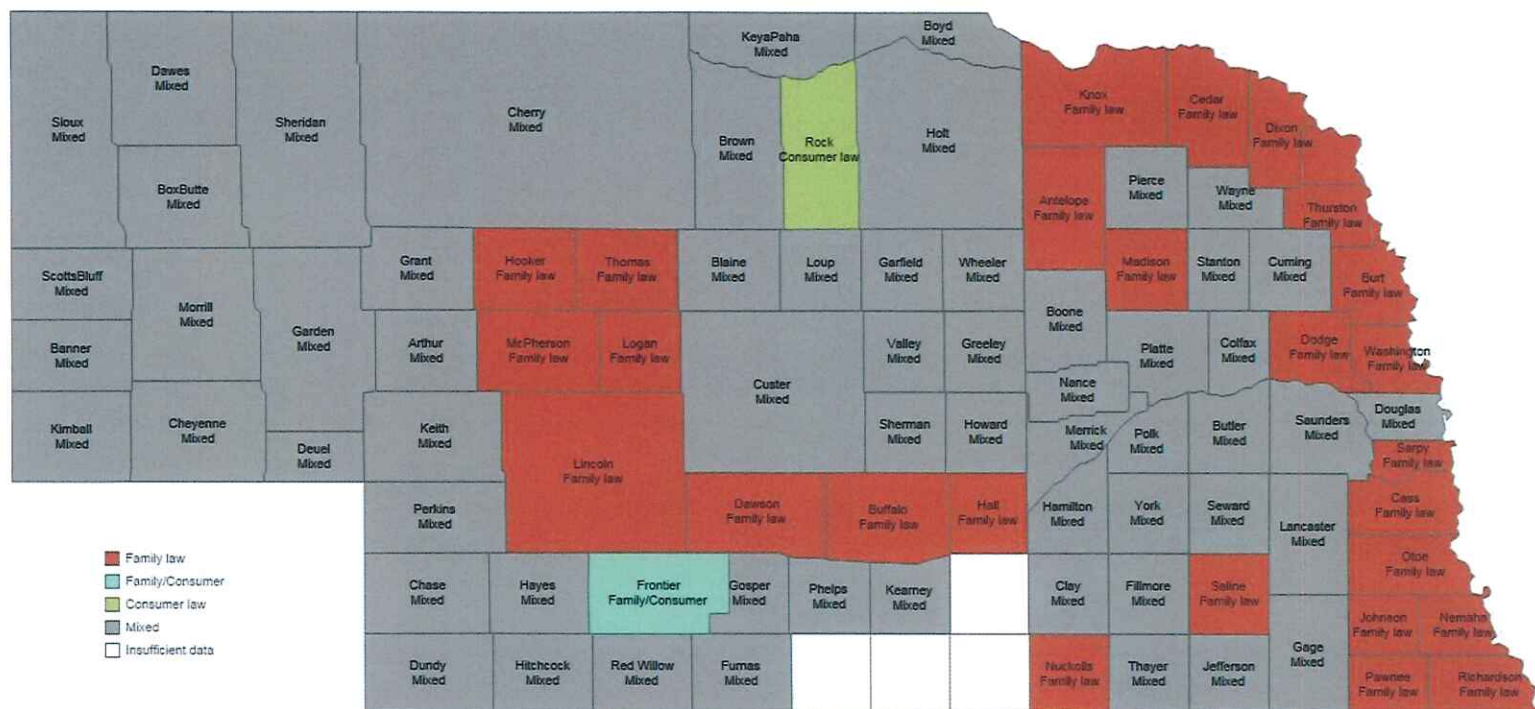 Boyd
Mixed
KeyaPaha
Mixed
Dawes
Mixed
Knox
Family law
Cedar
Family law
Sioux
Mixed
Sheridan
Mixed
Cherry
Mixed
Dixon
Family law
Brown
Mixed
Rock
Consumer law
Holt
Mixed
BoxButte
Mixed
Pierce
Mixed
Wayne
Mixed
Antelope
Family law
Thurston
Family law
Grant
Mixed
Hooker
Family law
Thomas
Family law
Blaine
Mixed
Loup
Mixed
Garfield
Mixed
Wheeler
Mixed
Madison
Family law
Stanton
Mixed
Cuming
Mixed
ScottsBluff
Mixed
Burt
Family law
Morrill
Mixed
Boone
Mixed
Garden
Mixed
Banner
Mixed
Arthur
Mixed
McPherson
Family law
Logan
Family law
Valley
Mixed
Greeley
Mixed
Platte
Mixed
Colfax
Mixed
Dodge
Family law
Washington
Family law
Custer
Mixed
Nance
Mixed
Kimball
Mixed
Cheyenne
Mixed
Deuel
Mixed
Keith
Mixed
Sherman
Mixed
Howard
Mixed
Merrick
Mixed
Polk
Mixed
Butler
Mixed
Saunders
Mixed
Douglas
Mixed
Sarpy
Family law
Lincoln
Family law
Perkins
Mixed
Dawson
Family law
Buffalo
Family law
Hall
Family law
Hamilton
Mixed
York
Mixed
Seward
Mixed
Lancaster
Mixed
Cass
Family law
Otoe
Family law
Family law
Family/Consumer
Consumer law
Mixed
Insufficient data
Chase
Mixed
Hayes
Mixed
Frontier
Family/Consumer
Gosper
Mixed
Phelps
Mixed
Kearney
Mixed
Clay
Mixed
Fillmore
Mixed
Saline
Family law
Johnson
Family law
Nemaha
Family law
Dundy
Mixed
Hitchcock
Mixed
Red Willow
Mixed
Furnas
Mixed
Nuckolls
Family law
Thayer
Mixed
Jefferson
Mixed
Gage
Mixed
Pawnee
Family law
Richardson
Family law